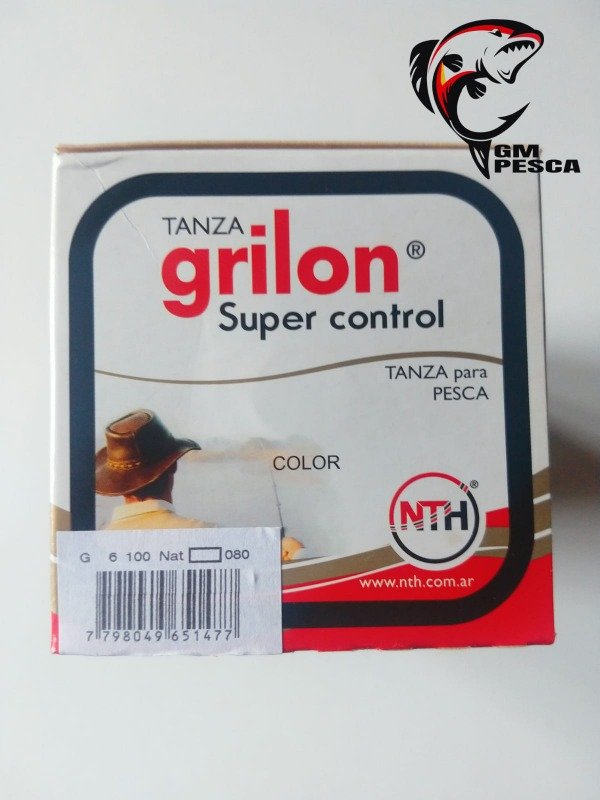 GM
PESCA
TANZA
grilon®
Super control
TANZA para
PESCA
COLOR
NTH®
www.nth.com.ar
G 6 100 Nat 080
7 798049 651477